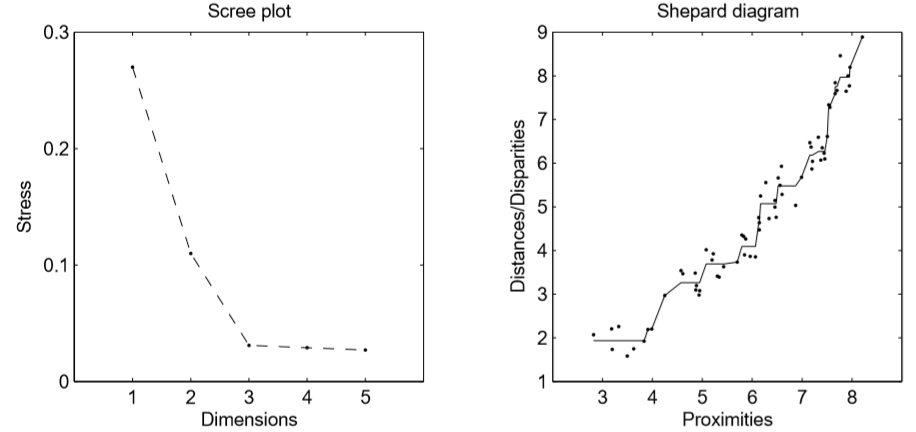 Scree plot
0.3
0.2
0.1
0
Stress
1 2 3 4 5
Dimensions
Shepard diagram
9
8
7
6
5
4
3
2
1
Distances/Disparities
3 4 5 6 7 8
Proximities